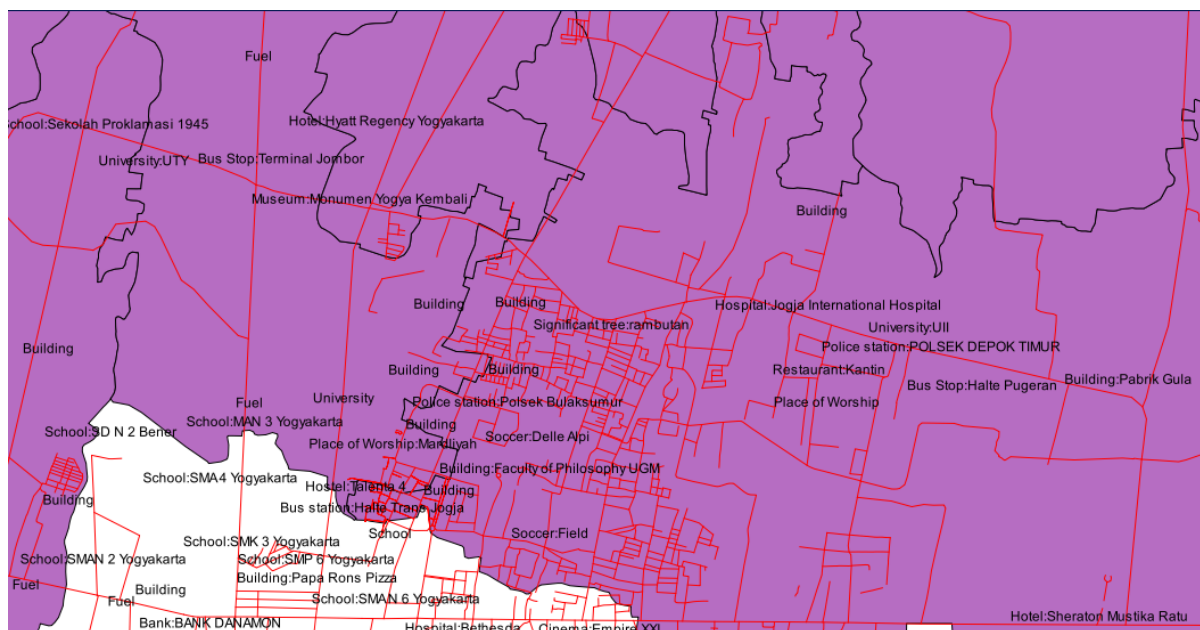 Fuel
School:Sekolah Proklamasi 1945
Hotel:Hyatt Regency Yogyakarta
University:UTY
Bus Stop:Terminal Jombor
Museum:Monumen Yogya Kembali
Building
Building
Building
Hospital:Jogja International Hospital
Significant tree:rambutan
University:UII
Building
Police station:POLSEK DEPOK TIMUR
Building
Building
Restaurant:Kantin
Building:Pabrik Gula
Bus Stop:Halte Pugeran
Fuel
University
Police station:Polsek Bulaksumur
Place of Worship
School:MAN 3 Yogyakarta
Building
School:SD N 2 Bener
Soccer:Delle Alpi
Place of Worship:Mardliyah
Building:Faculty of Philosophy UGM
School:SMA 4 Yogyakarta
Hostel:Talenta 4
Building
Building
Bus station:Halte Trans Jogja
School
Soccer:Field
School:SMK 3 Yogyakarta
School:SMAN 2 Yogyakarta
School:SMP 6 Yogyakarta
Building:Papa Rons Pizza
Fuel
Building
Fuel
School:SMAN 6 Yogyakarta
Hotel:Sheraton Mustika Ratu
Bank:BANK DANAMON
Hospital:Bethesda
Cinema:Empire XXI